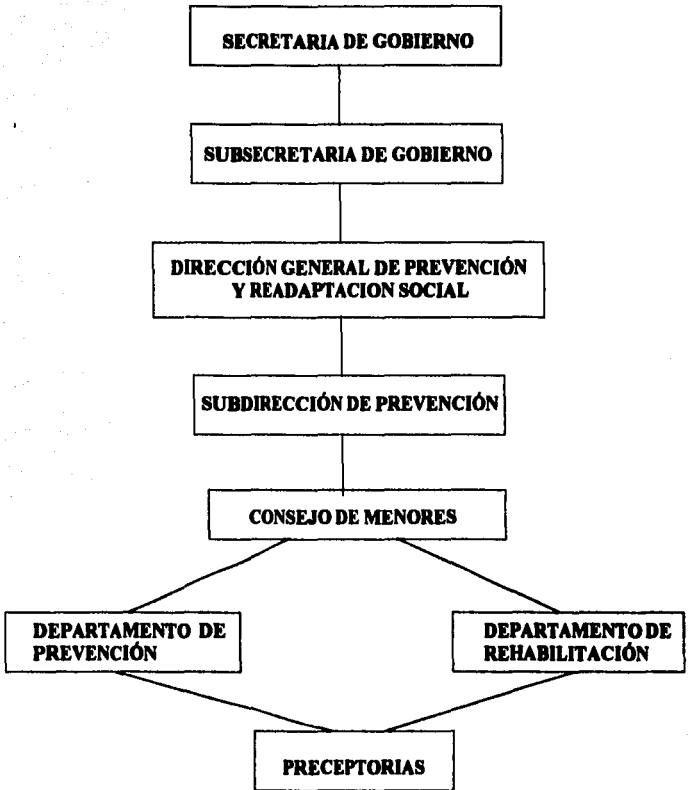 SECRETARIA DE GOBIERNO
SUBSECRETARIA DE GOBIERNO
DIRECCIÓN GENERAL DE PREVENCIÓN
Y READAPTACION SOCIAL
SUBDIRECCIÓN DE PREVENCIÓN
CONSEJO DE MENORES
DEPARTAMENTO DE
PREVENCIÓN
DEPARTAMENTO DE
REHABILITACIÓN
PRECEPTORIAS